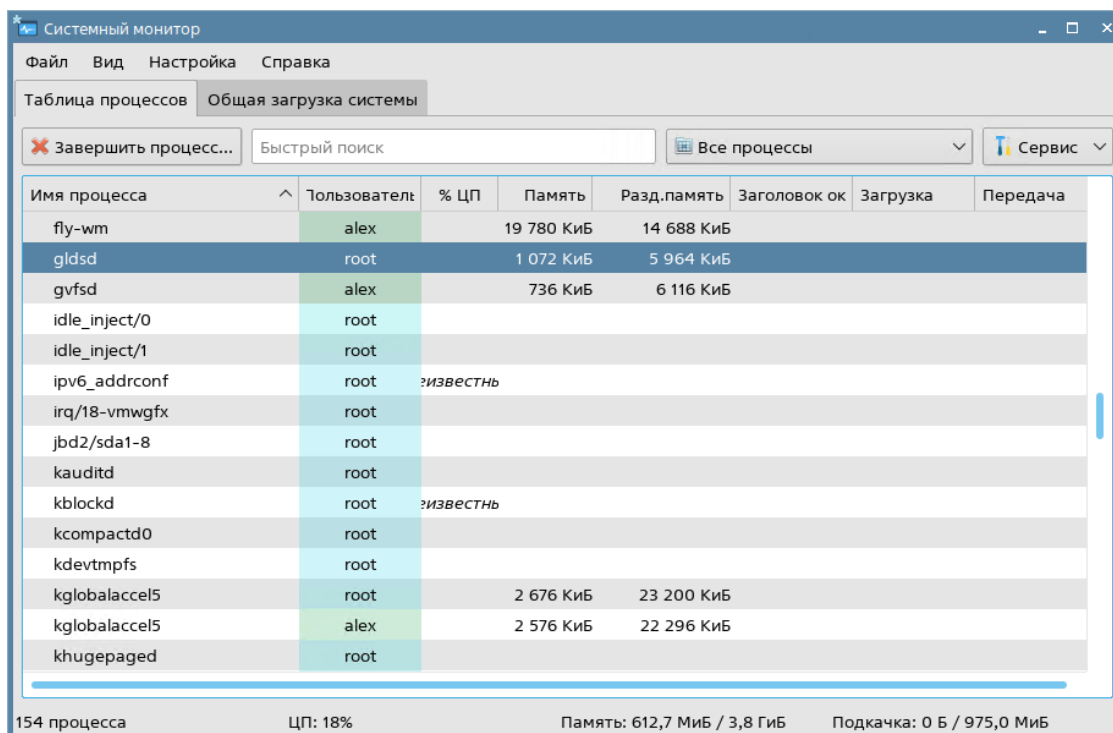 Системный монитор
Файл Вид Настройка Справка
Таблица процессов Общая загрузка системы
Завершить процесс... Быстрый поиск Все процессы Сервис
Имя процесса Пользователь % ЦП Память Разд.память Заголовок ок Загрузка Передача
fly-wm alex 19 780 КиБ 14 688 КиБ
gldsd root 1 072 КиБ 5 964 КиБ
gvfsd alex 736 КиБ 6 116 КиБ
idle_inject/0 root
idle_inject/1 root
ipv6_addrconf root еизвестнь
irq/18-vmwgfx root
jbd2/sda1-8 root
kauditd root
kblockd root еизвестнь
kcompactd0 root
kdevtmpfs root
kglobalaccel5 root 2 676 КиБ 23 200 КиБ
kglobalaccel5 alex 2 576 КиБ 22 296 КиБ
khugepaged root
154 процесса ЦП: 18% Память: 612,7 МиБ / 3,8 ГиБ Подкачка: 0 Б / 975,0 МиБ